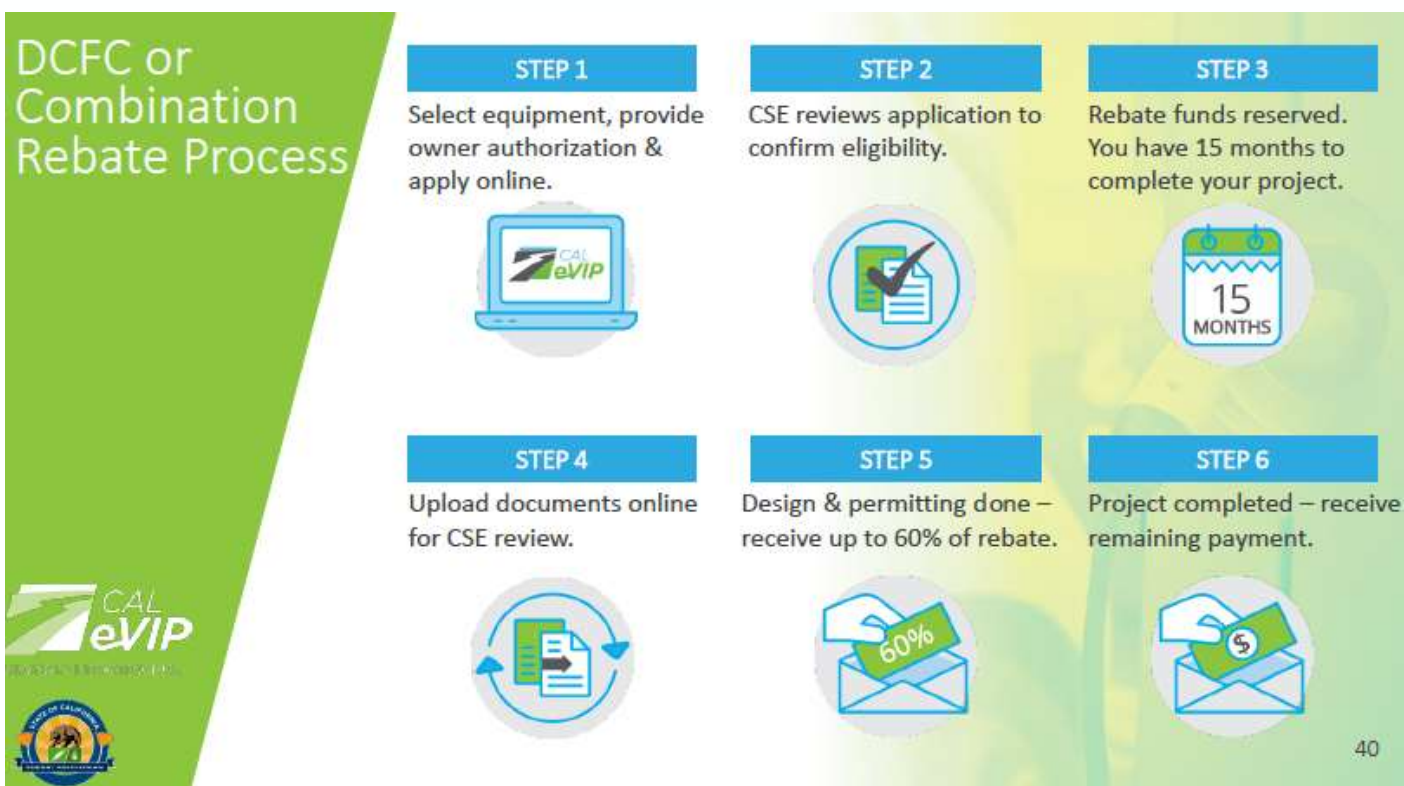 DCFC or
Combination
Rebate Process
STEP 1
Select equipment, provide
owner authorization &
apply online.
CAL
eVIP
STEP 2
CSE reviews application to
confirm eligibility.
STEP 3
Rebate funds reserved.
You have 15 months to
complete your project.
15
MONTHS
STEP 4
Upload documents online
for CSE review.
STEP 5
Design & permitting done –
receive up to 60% of rebate.
60%
STEP 6
Project completed – receive
remaining payment.
$
CAL
eVIP
STATE OF CALIFORNIA
40